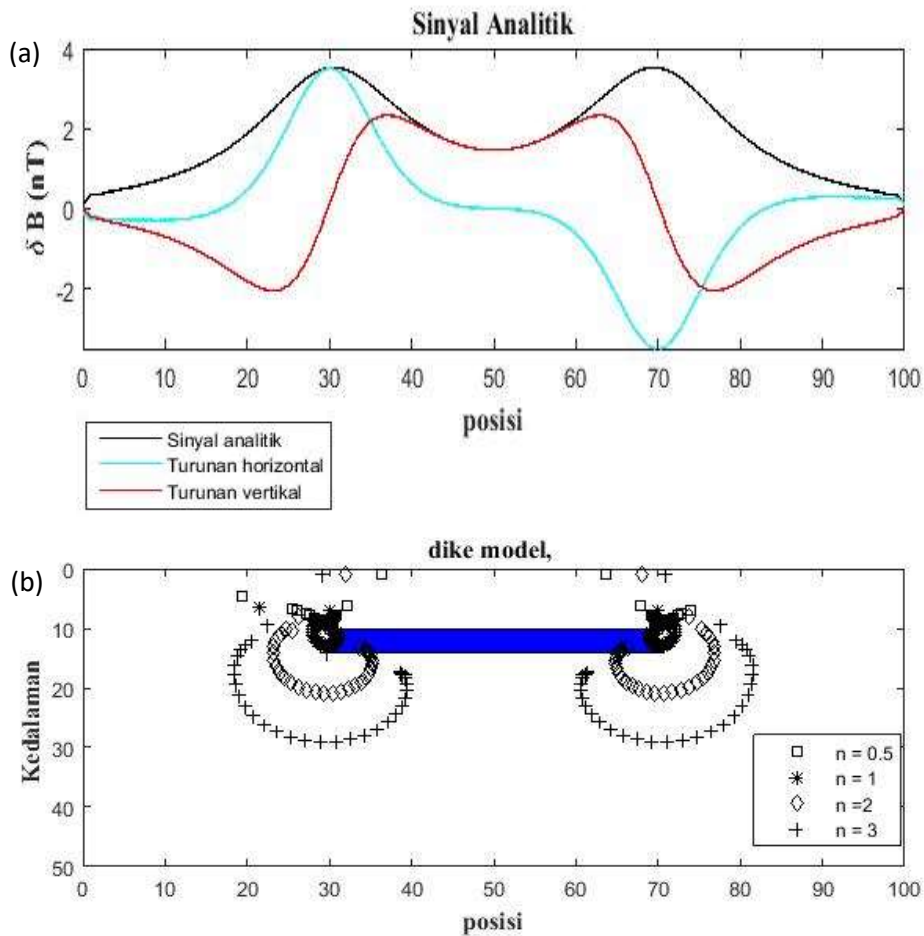 Sinyal Analitik
(a)
4
2
0
-2
δ B (nT)
0 10 20 30 40 50 60 70 80 90 100
posisi
Sinyal analitik
Turunan horizontal
Turunan vertikal
dike model,
(b)
0
10
20
30
40
50
Kedalaman
n = 0.5
n = 1
n =2
n = 3
0 10 20 30 40 50 60 70 80 90 100
posisi